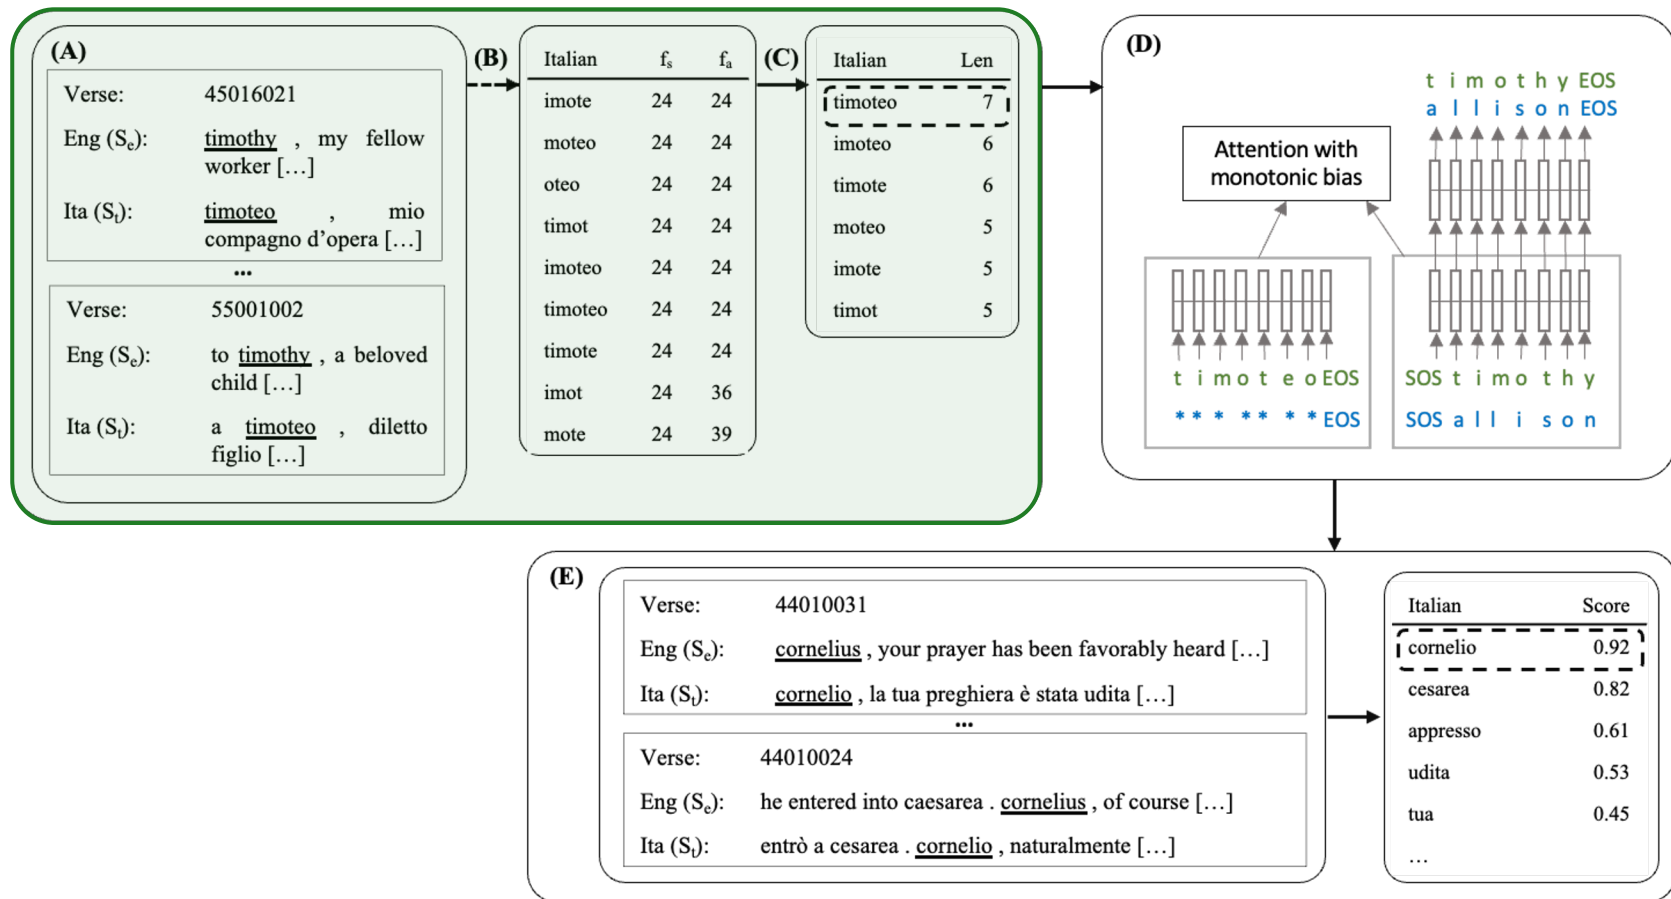 (A)
Verse: 45016021
Eng (Sₑ): timothy , my fellow
worker […]
Ita (Sₜ): timoteo , mio
compagno d'opera […]
...
Verse: 55001002
Eng (Sₑ): to timothy , a beloved
child […]
Ita (Sₜ): a timoteo , diletto
figlio […]
(B)
Italian fₛ fₐ
imote 24 24
moteo 24 24
oteo 24 24
timot 24 24
imoteo 24 24
timoteo 24 24
timote 24 24
imot 24 36
mote 24 39
(C)
Italian Len
timoteo 7
imoteo 6
timote 6
moteo 5
imote 5
timot 5
(D)
t i m o t h y EOS
a l l i s o n EOS
Attention with
monotonic bias
t i m o t e o EOS
* * * * * * * EOS
SOS t i m o t h y
SOS a l l i s o n
(E)
Verse: 44010031
Eng (Sₑ): cornelius , your prayer has been favorably heard […]
Ita (Sₜ): cornelio , la tua preghiera è stata udita […]
...
Verse: 44010024
Eng (Sₑ): he entered into caesarea . cornelius , of course […]
Ita (Sₜ): entrò a cesarea . cornelio , naturalmente […]
Italian Score
cornelio 0.92
cesarea 0.82
appresso 0.61
udita 0.53
tua 0.45
...